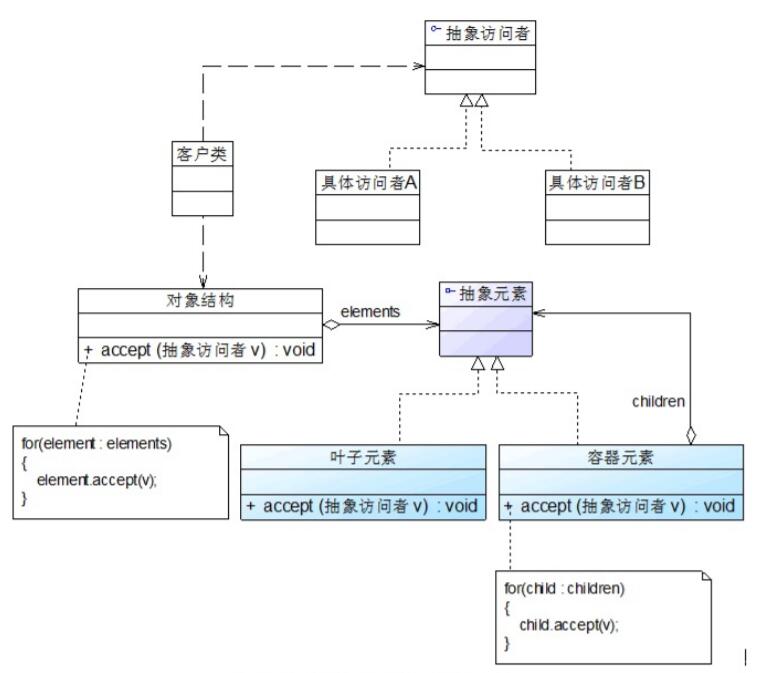 抽象访问者
客户类
具体访问者A
具体访问者B
对象结构
+ accept (抽象访问者 v) : void
elements
抽象元素
children
for(element : elements)
{
element.accept(v);
}
叶子元素
+ accept (抽象访问者 v) : void
容器元素
+ accept (抽象访问者 v) : void
for(child : children)
{
child.accept(v);
}